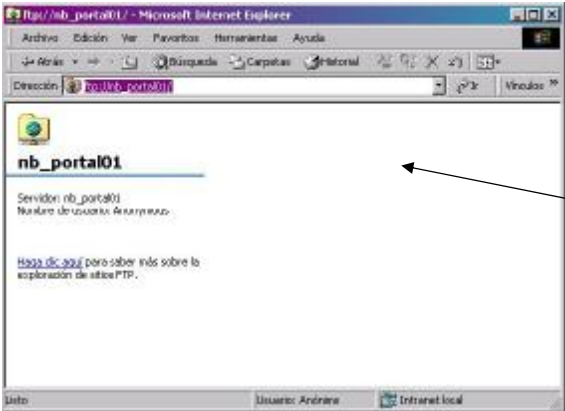 ftp://nb_portal01/ - Microsoft Internet Explorer
Archivo Edición Ver Favoritos Herramientas Ayuda
Atrás Búsqueda Carpetas Historial
Dirección ftp://nb_portal01/ Ir Vínculos »
nb_portal01
Servidor: nb_portal01
Nombre de usuario: Anonymous
Haga clic aquí para saber más sobre la
exploración de sitios FTP.
Listo Usuario: Anónimo Intranet local